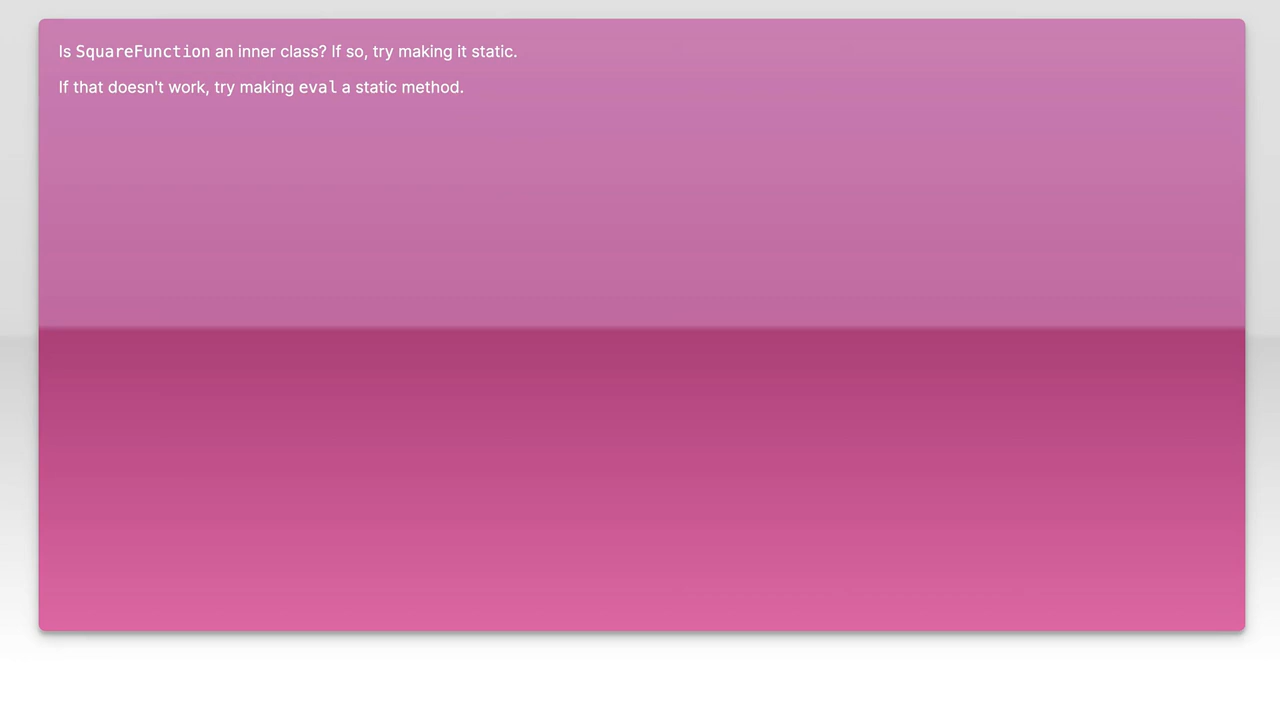 Is SquareFunction an inner class? If so, try making it static.
If that doesn't work, try making eval a static method.